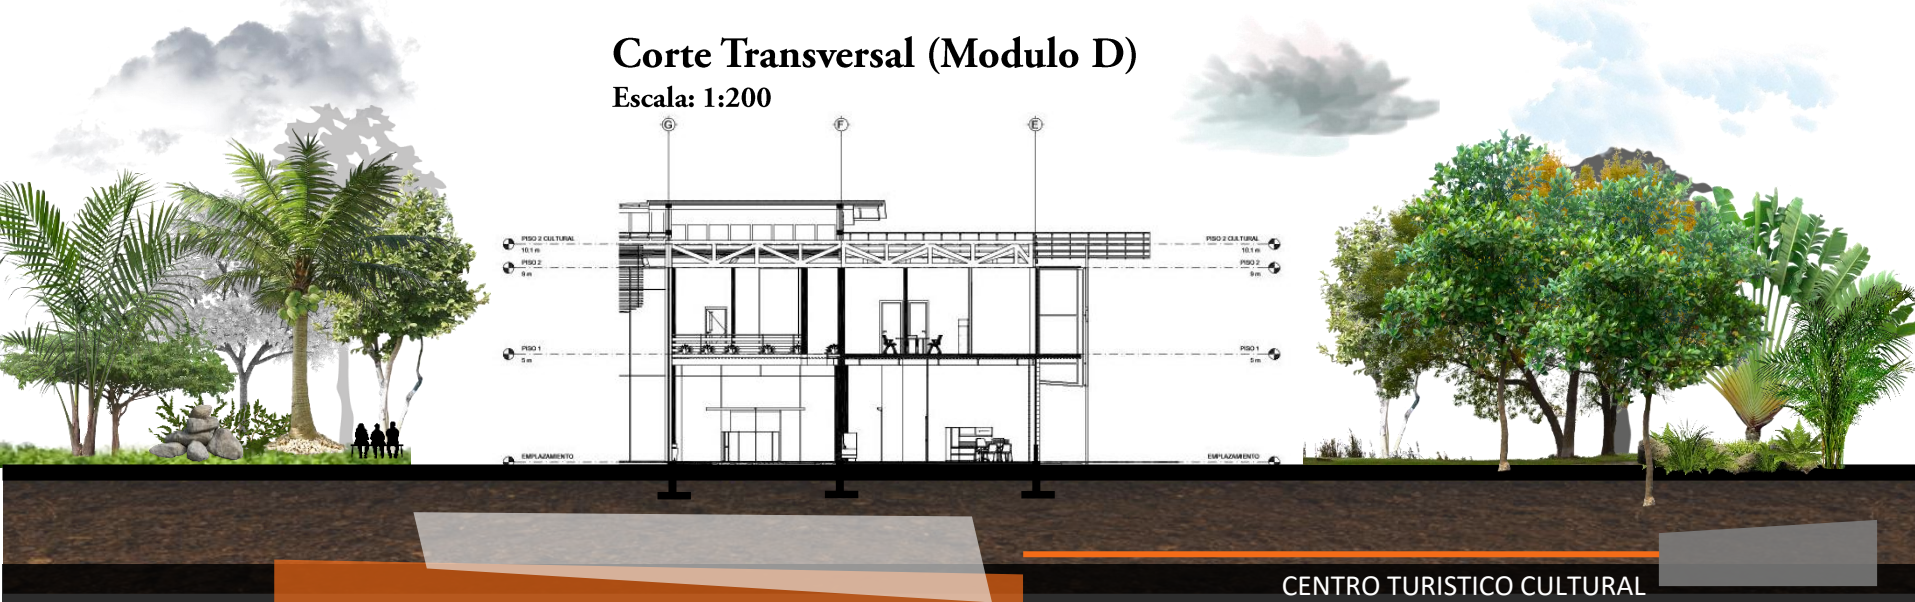 Corte Transversal (Modulo D)
Escala: 1:200
G F E
PISO 2 CULTURAL
10,1 m
PISO 2
9 m
PISO 1
5 m
EMPLAZAMIENTO
PISO 2 CULTURAL
10,1 m
PISO 2
9 m
PISO 1
5 m
EMPLAZAMIENTO
CENTRO TURISTICO CULTURAL